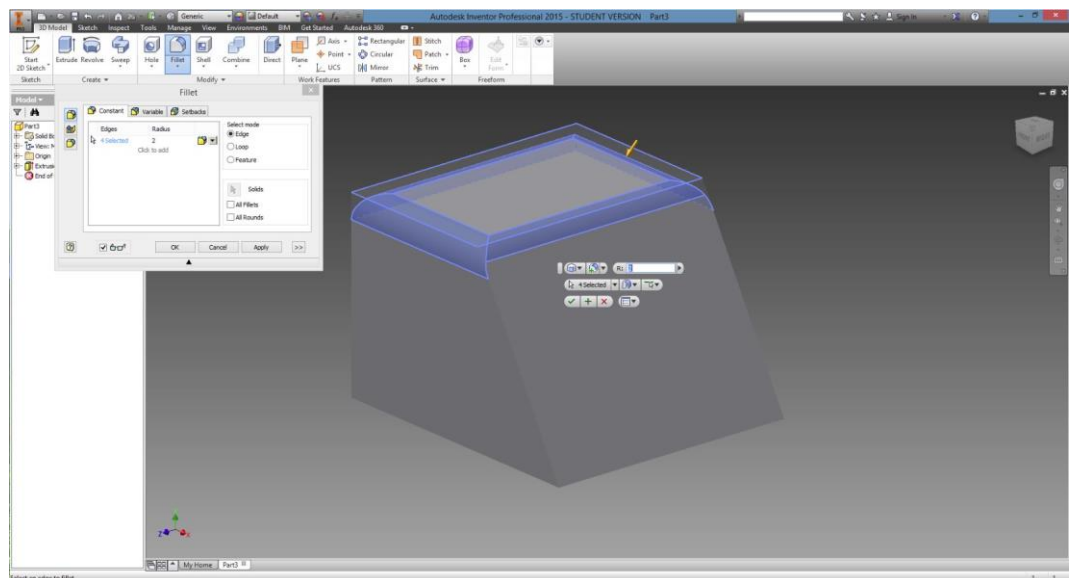 Generic Default Autodesk Inventor Professional 2015 - STUDENT VERSION Part3 Sign In
3D Model Sketch Inspect Tools Manage View Environments BIM Get Started Autodesk 360
Start 2D Sketch Extrude Revolve Sweep Hole Fillet Shell Combine Direct Plane Axis Point UCS Rectangular Circular Mirror Stitch Patch Trim Box Edit Form
Sketch Create Modify Work Features Pattern Surface Freeform
Model
Part3
Solid Bo
View: M
Origin
Extrusi
End of
Fillet
Constant Variable Setbacks
Edges Radius
4 Selected 2
Click to add
Select mode
Edge
Loop
Feature
Solids
All Fillets
All Rounds
OK Cancel Apply >>
R: 2
4 Selected
z x
My Home Part3
Select an edge to fillet